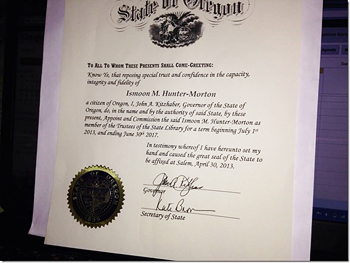 State of Oregon
TO ALL TO WHOM THESE PRESENTS SHALL COME-GREETING:
Know Ye, that reposing special trust and confidence in the capacity,
integrity and fidelity of
Ismoon M. Hunter-Morton
a citizen of Oregon, I, John A. Kitzhaber, Governor of the State of
Oregon, do, in the name and by the authority of said State, by these
present, Appoint and Commission the said Ismoon M. Hunter-Morton as
member of the Trustees of the State Library for a term beginning July 1st
2013, and ending June 30th 2017.
In testimony whereof I have hereunto set my
hand and caused the great seal of the State to
be affixed at Salem, April 30, 2013.
Governor
Kate Brown
Secretary of State